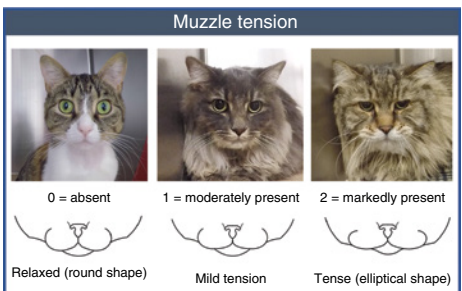 Muzzle tension
0 = absent
1 = moderately present
2 = markedly present
Relaxed (round shape)
Mild tension
Tense (elliptical shape)